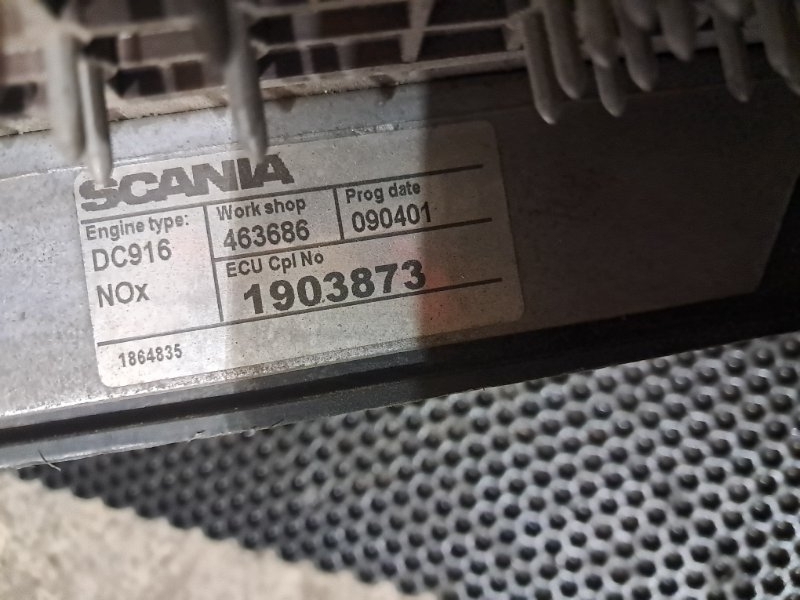 SCANIA
Engine type:
DC916
NOx
Work shop
463686
Prog date
090401
ECU Cpl No
1903873
1864835